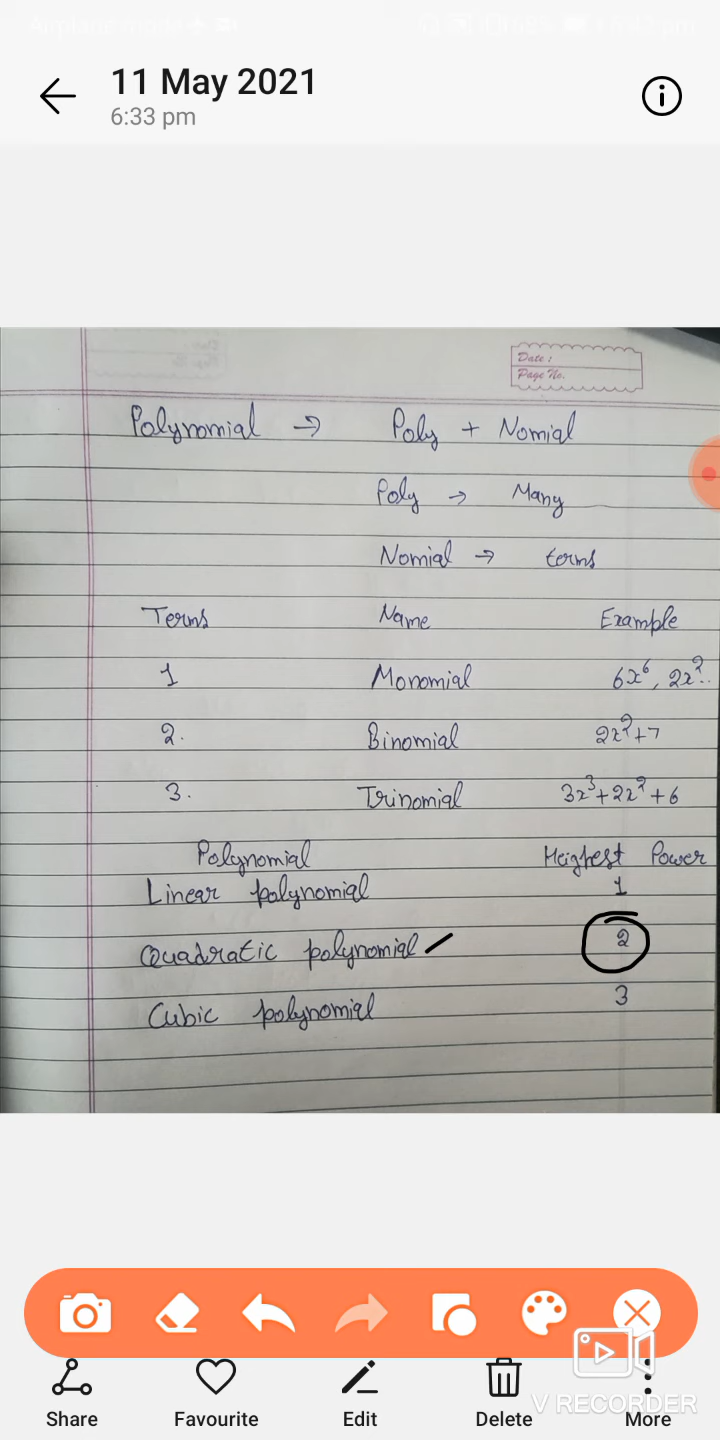 11 May 2021
6:33 pm
Date :
Page No.
Polynomial → Poly + Nomial
Poly → Many
Nomial → terms
Terms Name Example
1 Monomial 6x⁶, 2x²..
2. Binomial 2x²+7
3. Trinomial 3x³+2x²+6
Polynomial Heighest Power
Linear polynomial 1
Quadratic polynomial 2
Cubic polynomial 3
V RECORDER
Share Favourite Edit Delete More